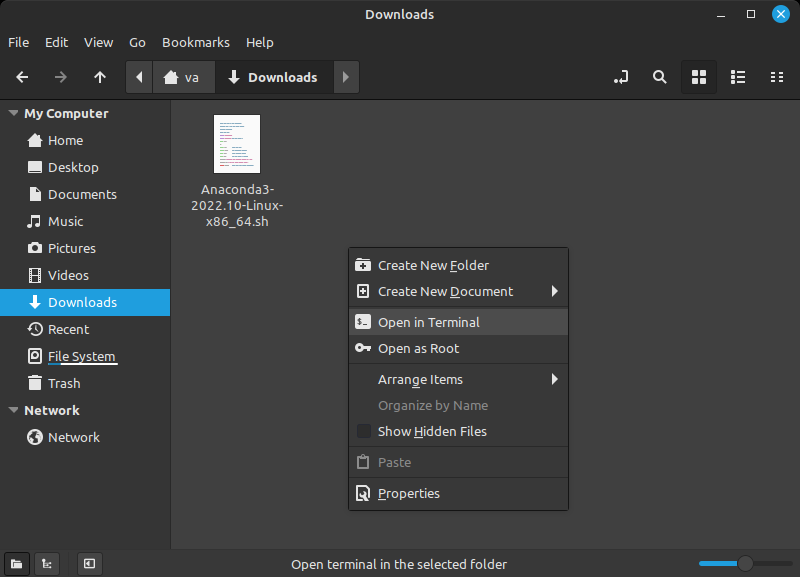 Downloads
File Edit View Go Bookmarks Help
va Downloads
My Computer
Home
Desktop
Documents
Music
Pictures
Videos
Downloads
Recent
File System
Trash
Network
Network
Anaconda3-
2022.10-Linux-
x86_64.sh
Create New Folder
Create New Document
Open in Terminal
Open as Root
Arrange Items
Organize by Name
Show Hidden Files
Paste
Properties
Open terminal in the selected folder